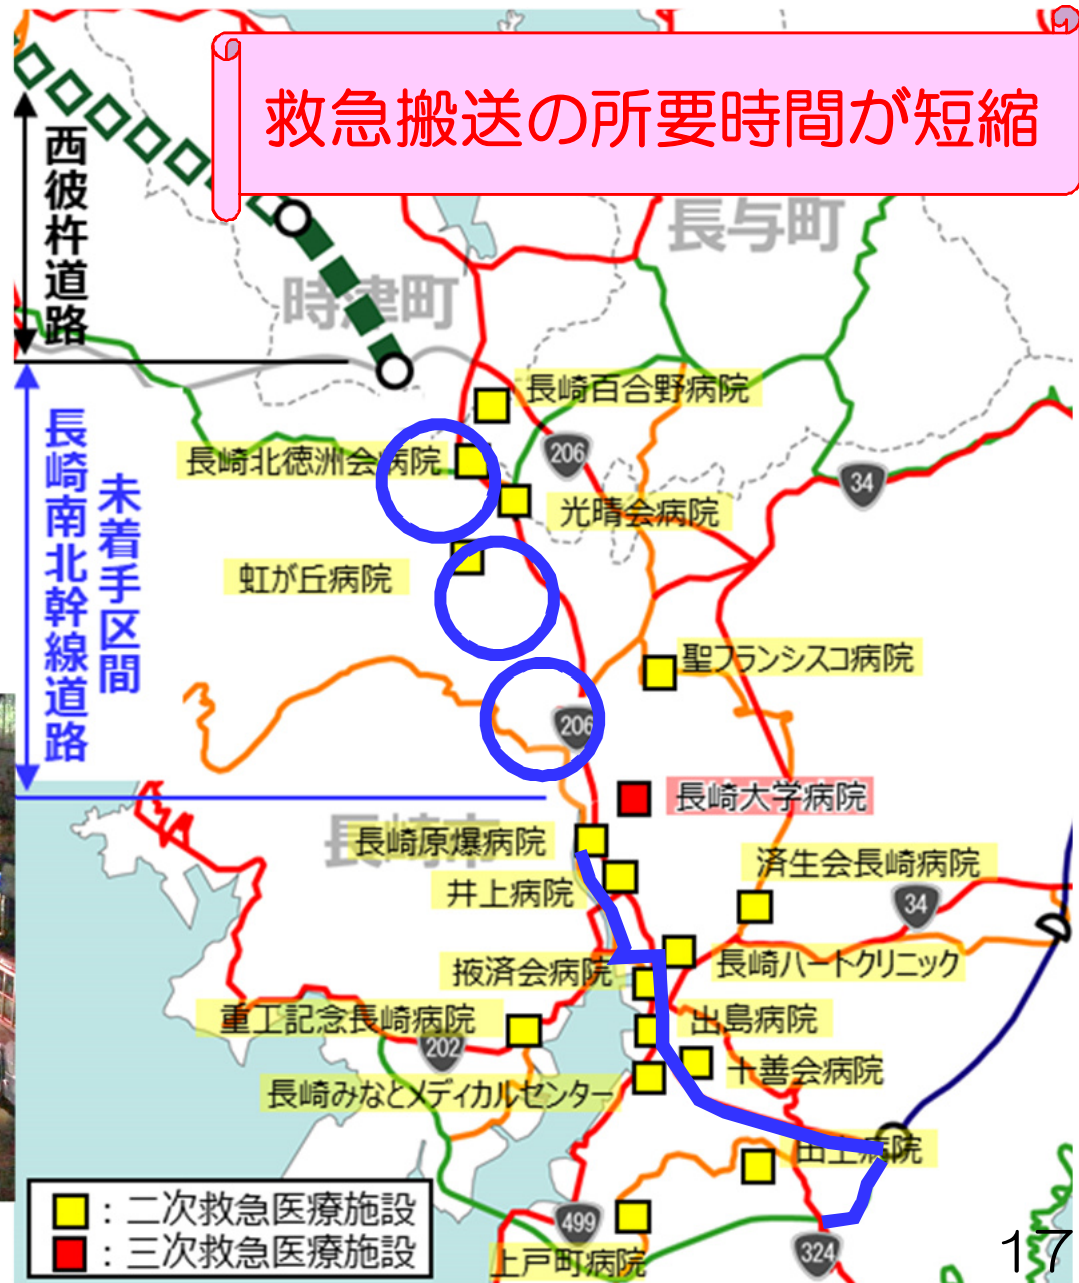 救急搬送の所要時間が短縮
西彼杵道路
長与町
時津町
長崎南北幹線道路
未着手区間
長崎百合野病院
長崎北徳洲会病院
206
34
光晴会病院
虹が丘病院
聖フランシスコ病院
206
長崎大学病院
長崎市
長崎原爆病院
井上病院
済生会長崎病院
34
長崎ハートクリニック
掖済会病院
重工記念長崎病院
出島病院
202
十善会病院
長崎みなとメディカルセンター
田上病院
499
上戸町病院
324
：二次救急医療施設
：三次救急医療施設
17